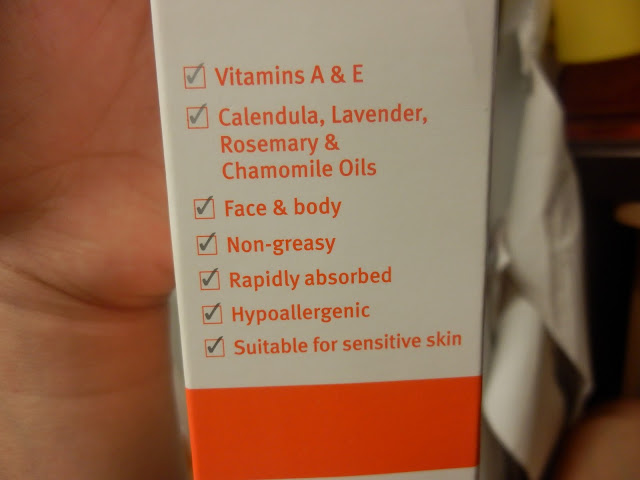 Vitamins A & E
Calendula, Lavender,
Rosemary &
Chamomile Oils
Face & body
Non-greasy
Rapidly absorbed
Hypoallergenic
Suitable for sensitive skin